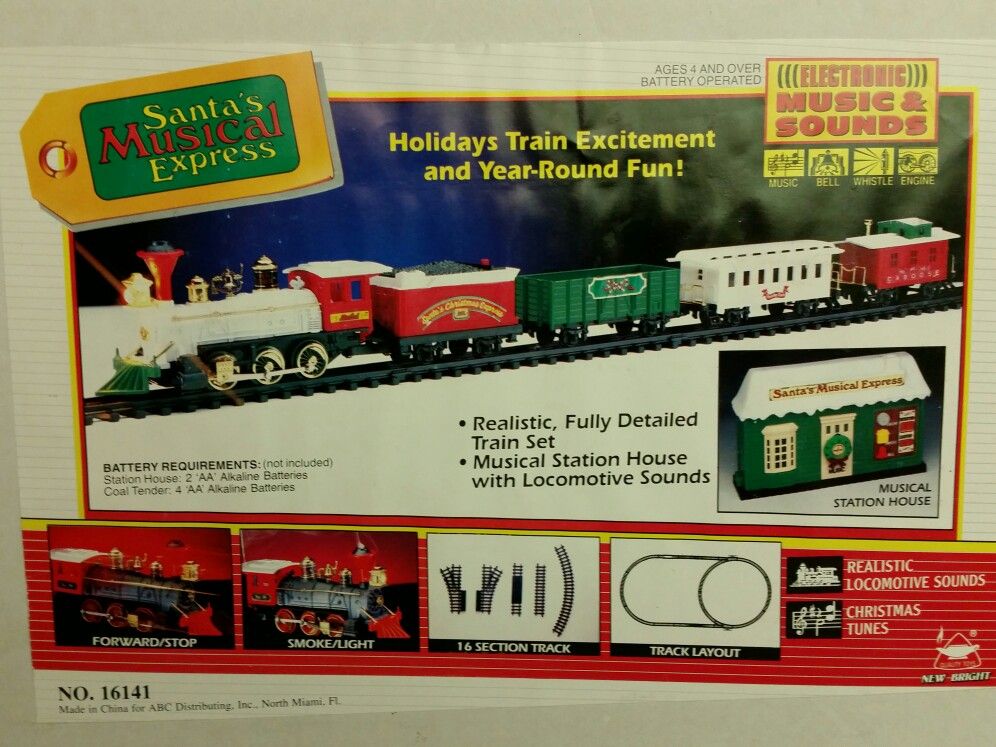 Santa's
Musical
Express
AGES 4 AND OVER
BATTERY OPERATED
ELECTRONIC
MUSIC &
SOUNDS
MUSIC BELL WHISTLE ENGINE
Holidays Train Excitement
and Year-Round Fun!
Santa's Christmas Express
CABOOSE
Santa's Musical Express
• Realistic, Fully Detailed
Train Set
• Musical Station House
with Locomotive Sounds
BATTERY REQUIREMENTS: (not included)
Station House: 2 'AA' Alkaline Batteries
Coal Tender: 4 'AA' Alkaline Batteries
MUSICAL
STATION HOUSE
FORWARD/STOP
SMOKE/LIGHT
16 SECTION TRACK
TRACK LAYOUT
REALISTIC
LOCOMOTIVE SOUNDS
CHRISTMAS
TUNES
®
QUALITY TOYS
NEW-BRIGHT
NO. 16141
Made in China for ABC Distributing, Inc., North Miami, Fl.